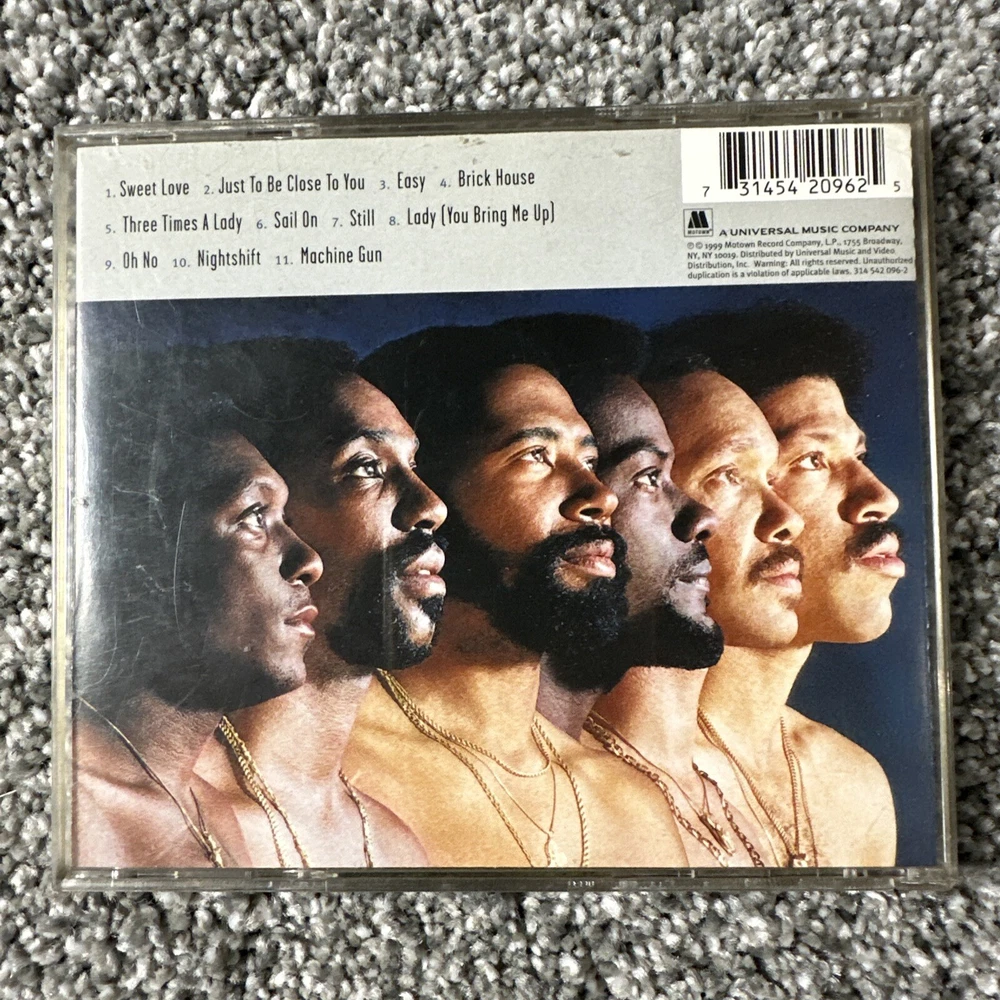 1. Sweet Love 2. Just To Be Close To You 3. Easy 4. Brick House
5. Three Times A Lady 6. Sail On 7. Still 8. Lady (You Bring Me Up)
9. Oh No 10. Nightshift 11. Machine Gun
7 31454 20962 5
M
MOTOWN
A UNIVERSAL MUSIC COMPANY
℗© 1999 Motown Record Company, L.P., 1755 Broadway,
NY, NY 10019. Distributed by Universal Music and Video
Distribution, Inc. Warning: All rights reserved. Unauthorized
duplication is a violation of applicable laws. 314 542 096-2